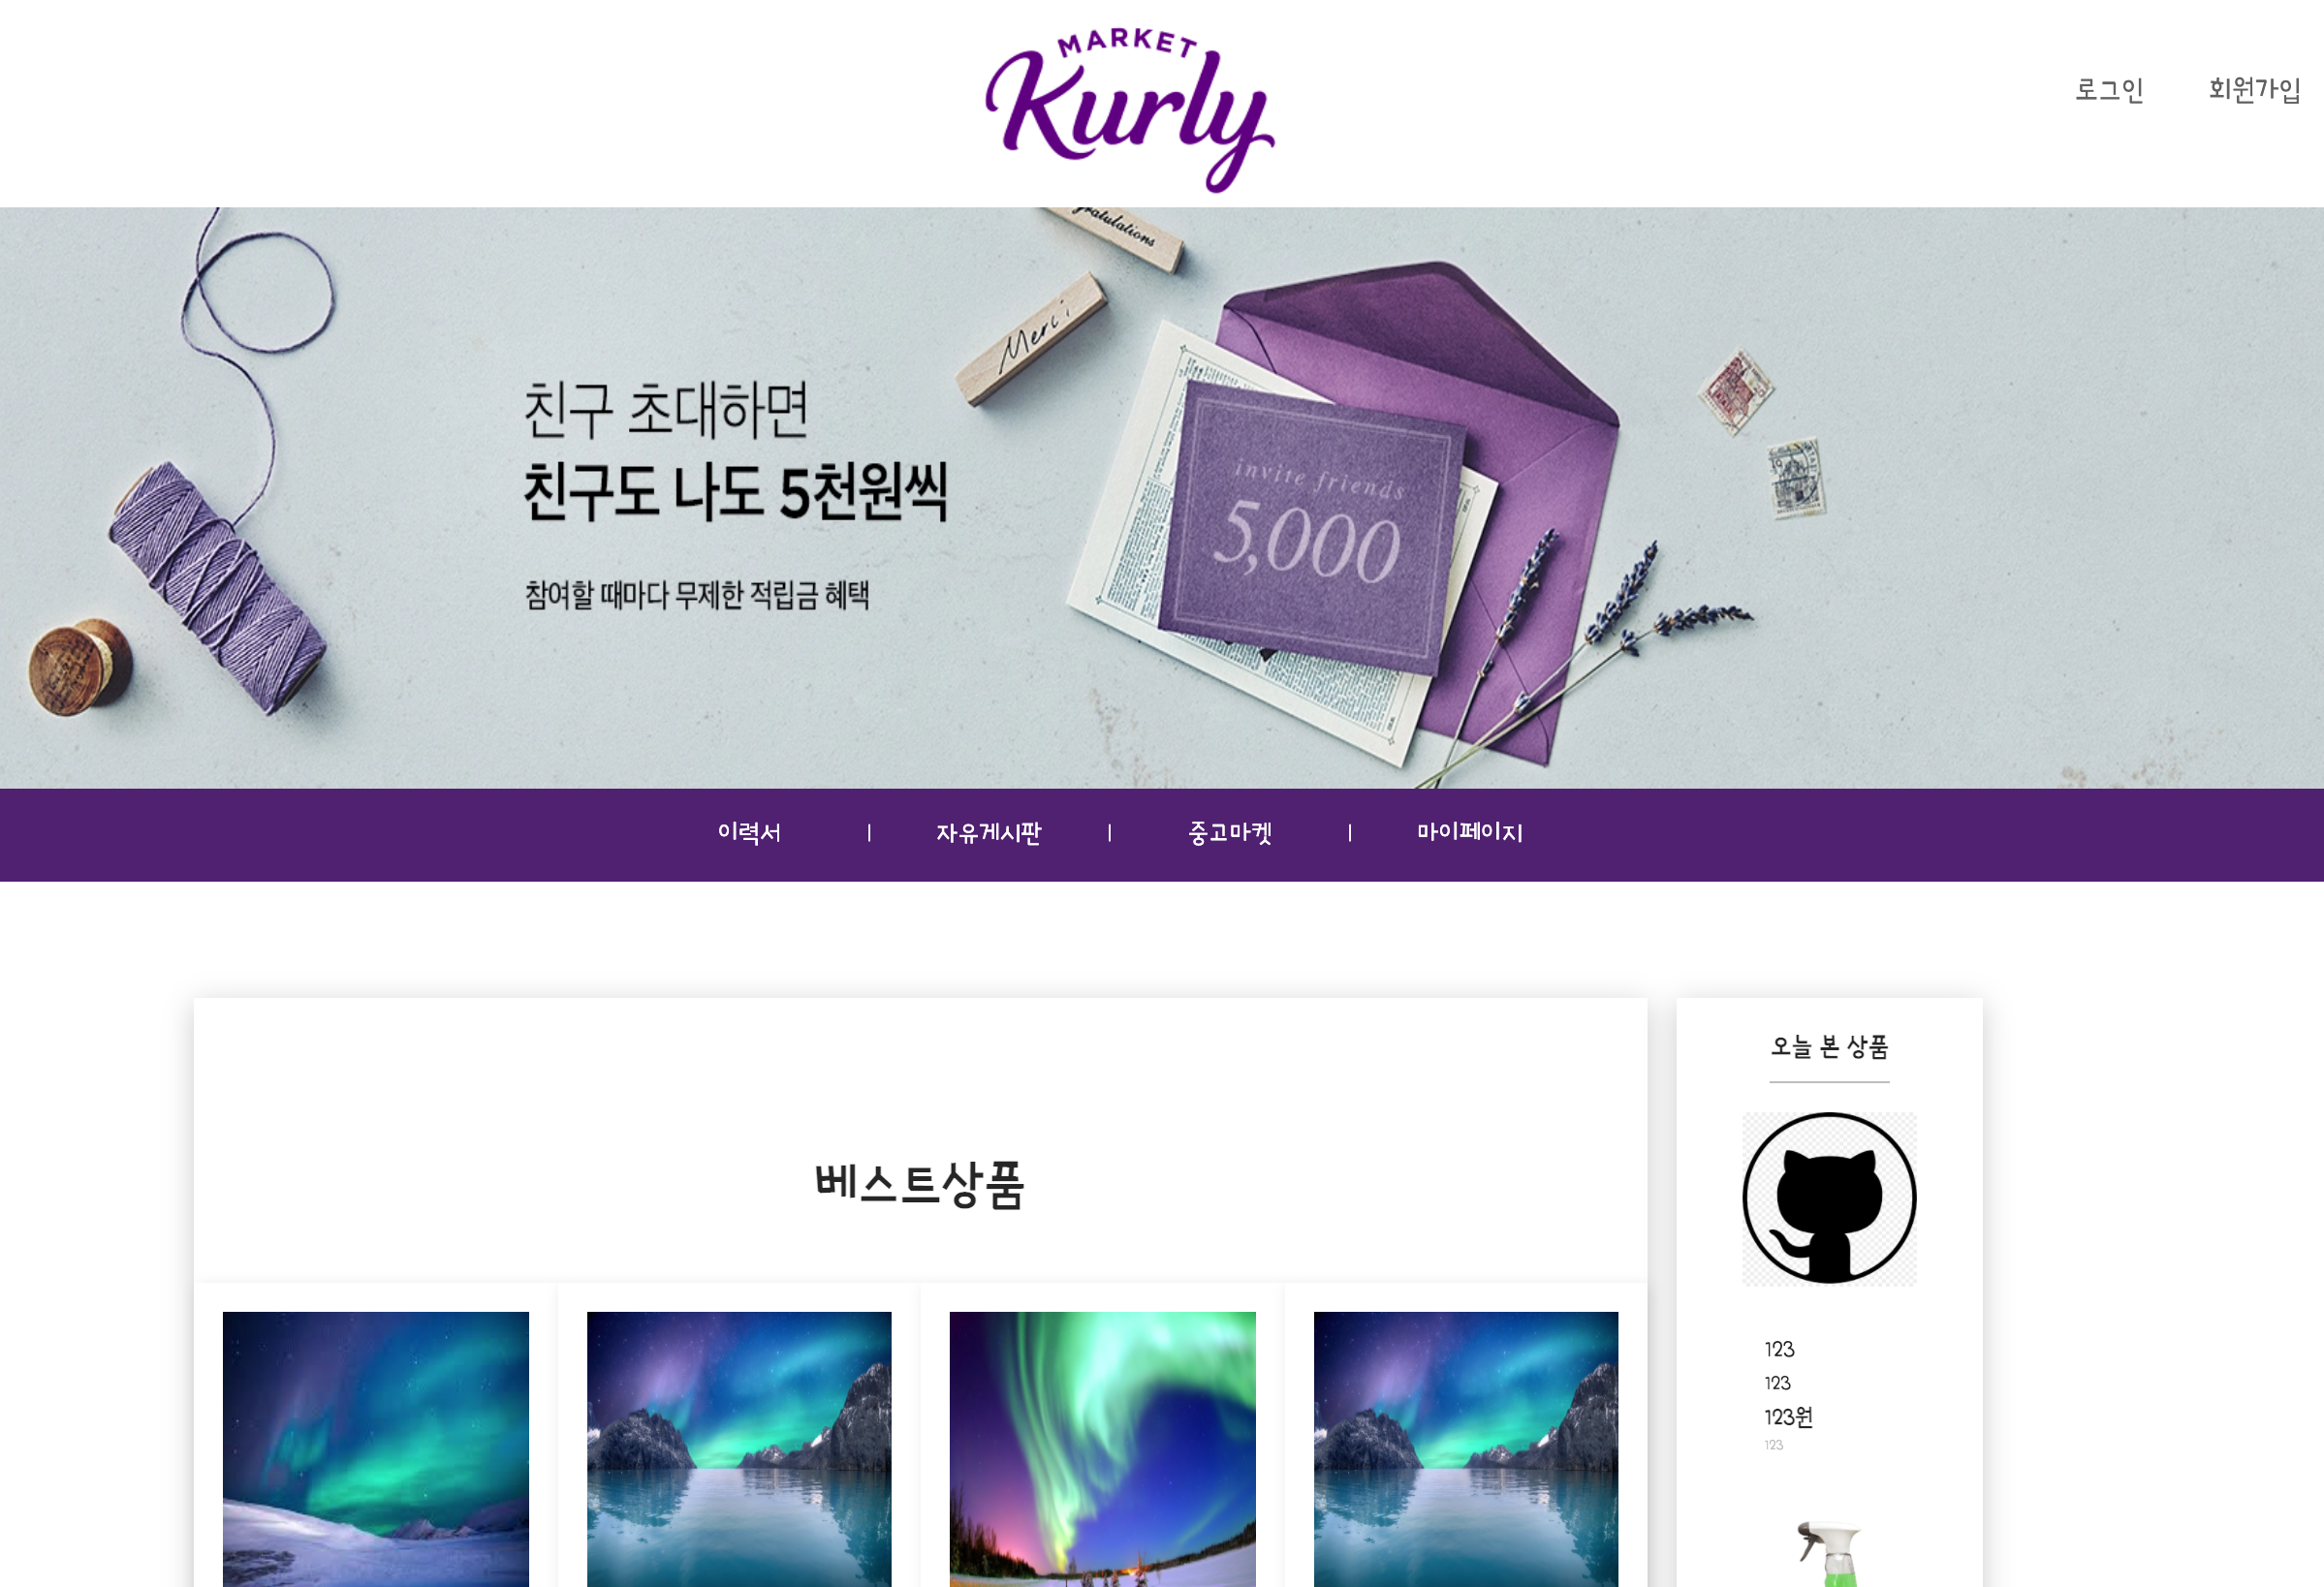 MARKET
Kurly
로그인
회원가입
gratulations
Merci
친구 초대하면
친구도 나도 5천원씩
참여할 때마다 무제한 적립금 혜택
invite friends
5,000
이력서 | 자유게시판 | 중고마켓 | 마이페이지
오늘 본 상품
베스트상품
123
123
123원
123